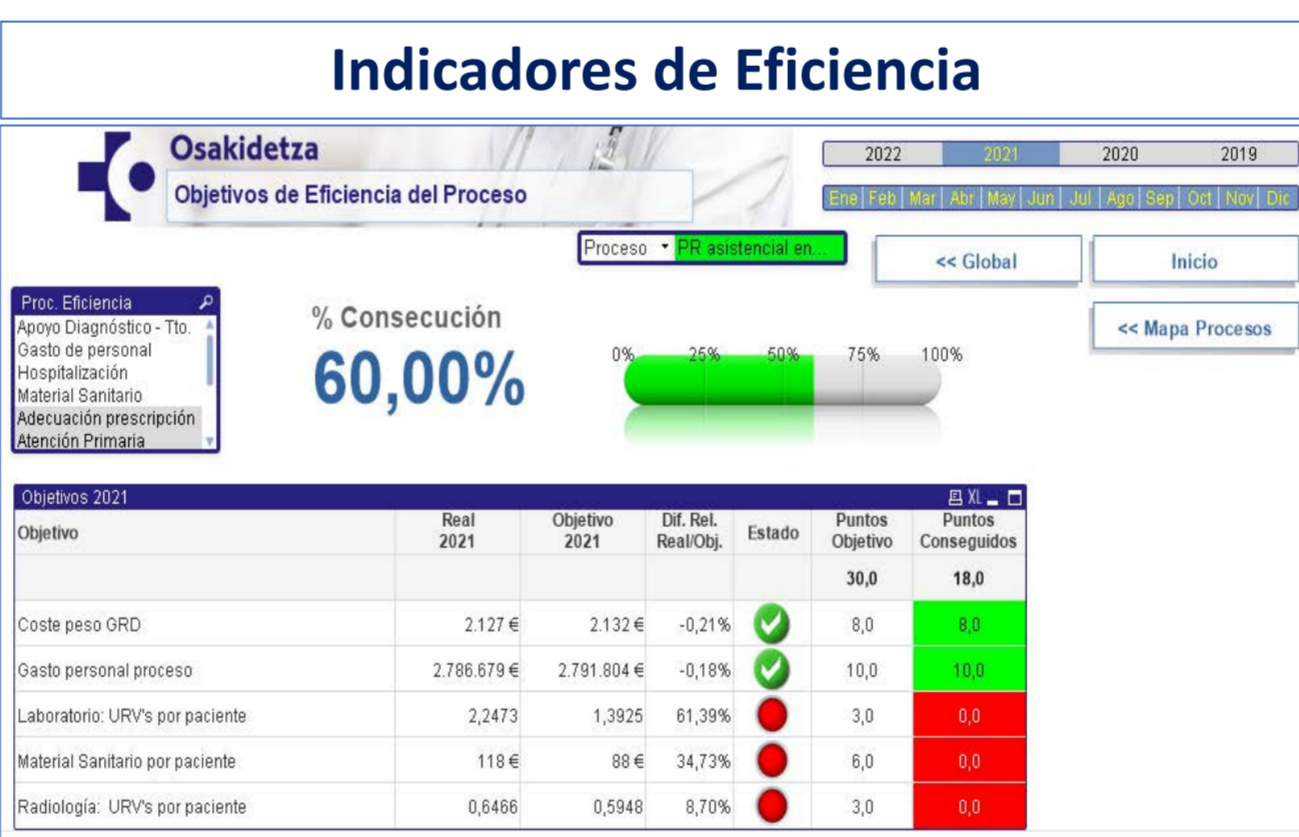 Indicadores de Eficiencia
Osakidetza
Objetivos de Eficiencia del Proceso
2022 2021 2020 2019
Ene Feb Mar Abr May Jun Jul Ago Sep Oct Nov Dic
Proceso PR asistencial en...
<< Global Inicio
<< Mapa Procesos
Proc. Eficiencia
Apoyo Diagnóstico - Tto.
Gasto de personal
Hospitalización
Material Sanitario
Adecuación prescripción
Atención Primaria
% Consecución
60,00%
0% 25% 50% 75% 100%
Objetivos 2021 XL
Objetivo Real 2021 Objetivo 2021 Dif. Rel. Real/Obj. Estado Puntos Objetivo Puntos Conseguidos
30,0 18,0
Coste peso GRD 2.127 € 2.132 € -0,21% 8,0 8,0
Gasto personal proceso 2.786.679 € 2.791.804 € -0,18% 10,0 10,0
Laboratorio: URV's por paciente 2,2473 1,3925 61,39% 3,0 0,0
Material Sanitario por paciente 118 € 88 € 34,73% 6,0 0,0
Radiología: URV's por paciente 0,6466 0,5948 8,70% 3,0 0,0